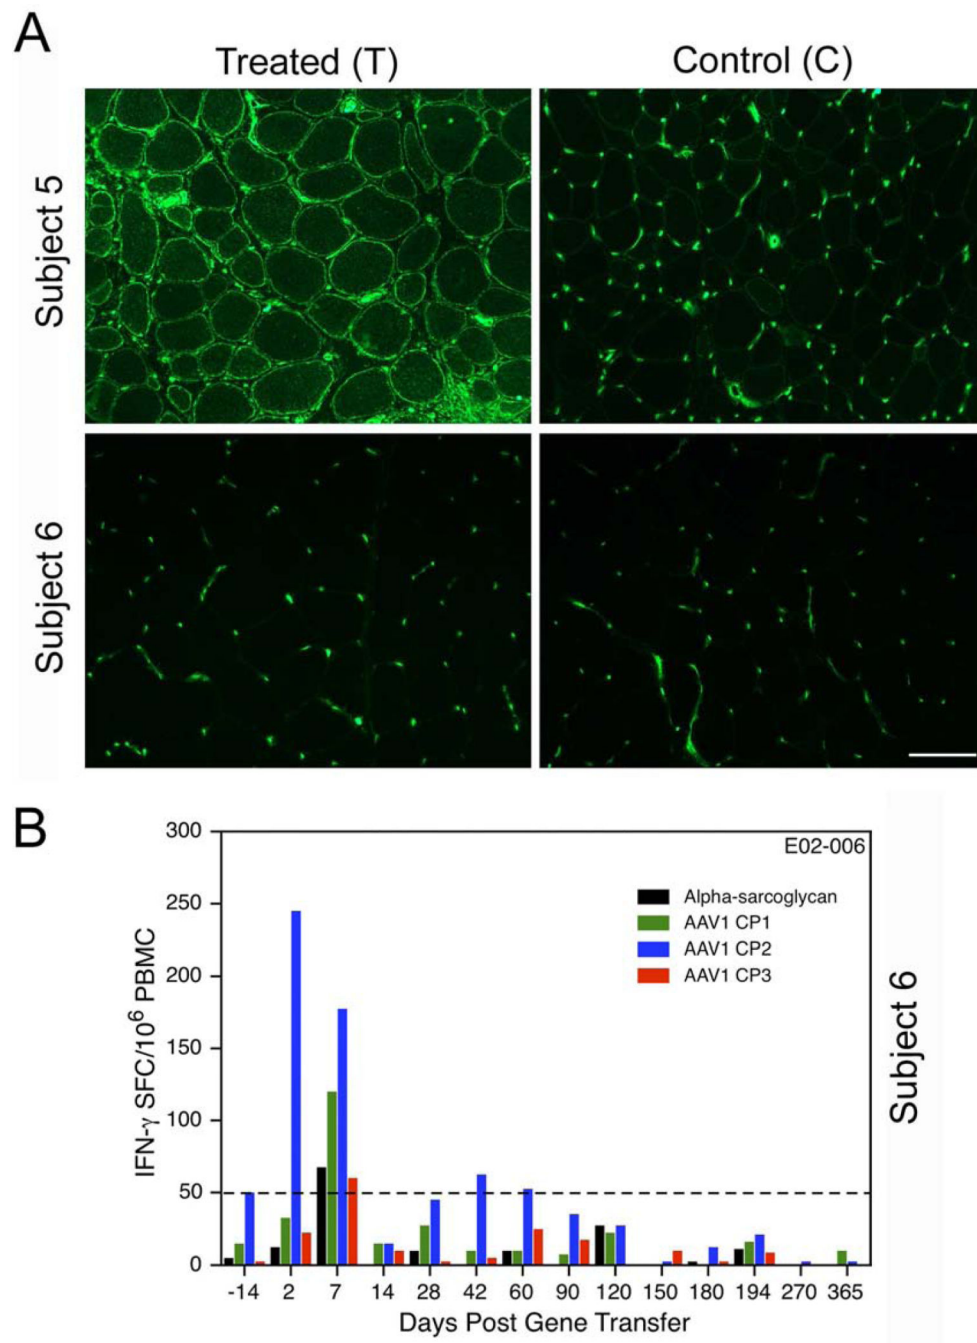 A
Treated (T)
Control (C)
Subject 5
Subject 6
B
300
250
200
150
100
50
0
IFN-γ SFC/10⁶ PBMC
E02-006
Alpha-sarcoglycan
AAV1 CP1
AAV1 CP2
AAV1 CP3
-14 2 7 14 28 42 60 90 120 150 180 194 270 365
Days Post Gene Transfer
Subject 6